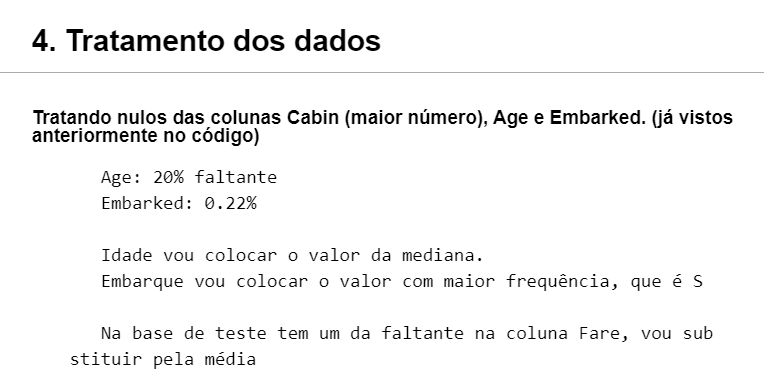 4. Tratamento dos dados
Tratando nulos das colunas Cabin (maior número), Age e Embarked. (já vistos
anteriormente no código)
Age: 20% faltante
Embarked: 0.22%
Idade vou colocar o valor da mediana.
Embarque vou colocar o valor com maior frequência, que é S
Na base de teste tem um da faltante na coluna Fare, vou sub
stituir pela média